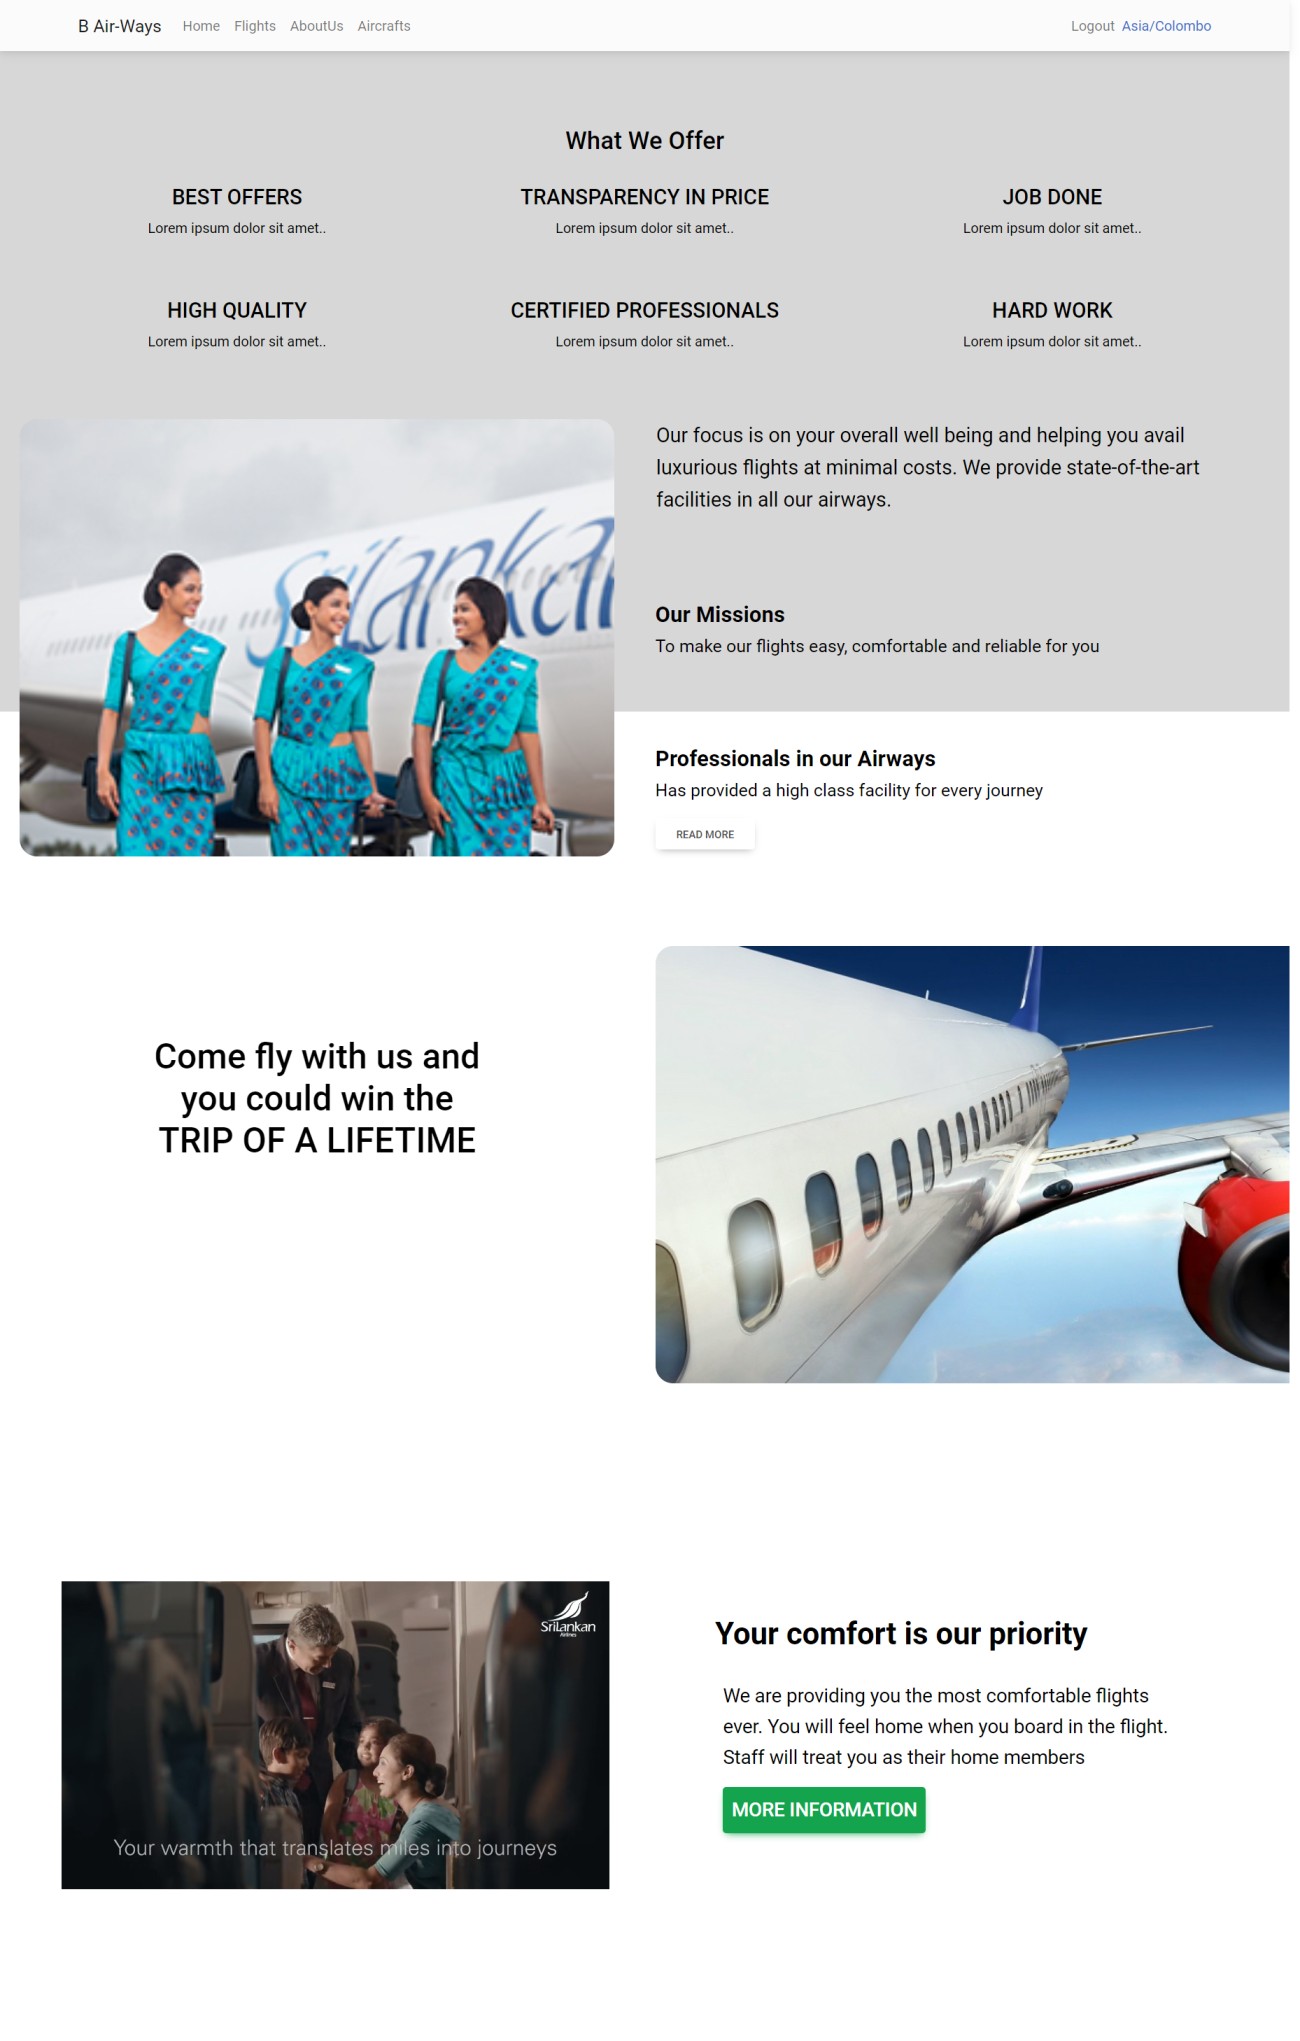 B Air-Ways Home Flights AboutUs Aircrafts Logout Asia/Colombo
What We Offer
BEST OFFERS TRANSPARENCY IN PRICE JOB DONE
Lorem ipsum dolor sit amet.. Lorem ipsum dolor sit amet.. Lorem ipsum dolor sit amet..
HIGH QUALITY CERTIFIED PROFESSIONALS HARD WORK
Lorem ipsum dolor sit amet.. Lorem ipsum dolor sit amet.. Lorem ipsum dolor sit amet..
SriLankan
Our focus is on your overall well being and helping you avail
luxurious flights at minimal costs. We provide state-of-the-art
facilities in all our airways.
Our Missions
To make our flights easy, comfortable and reliable for you
Professionals in our Airways
Has provided a high class facility for every journey
READ MORE
Come fly with us and
you could win the
TRIP OF A LIFETIME
SriLankan
Airlines
Your warmth that translates miles into journeys
Your comfort is our priority
We are providing you the most comfortable flights
ever. You will feel home when you board in the flight.
Staff will treat you as their home members
MORE INFORMATION